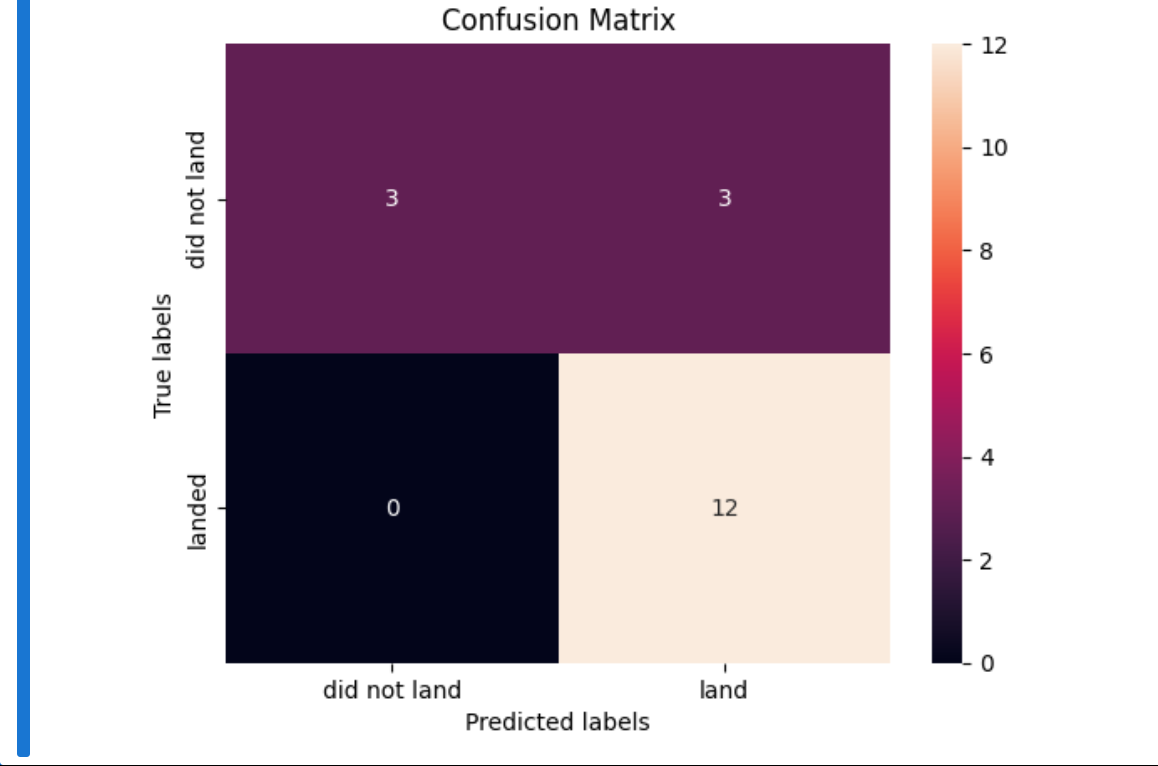 Confusion Matrix
12
10
8
6
4
2
0
True labels
did not land
landed
3
3
0
12
did not land
land
Predicted labels